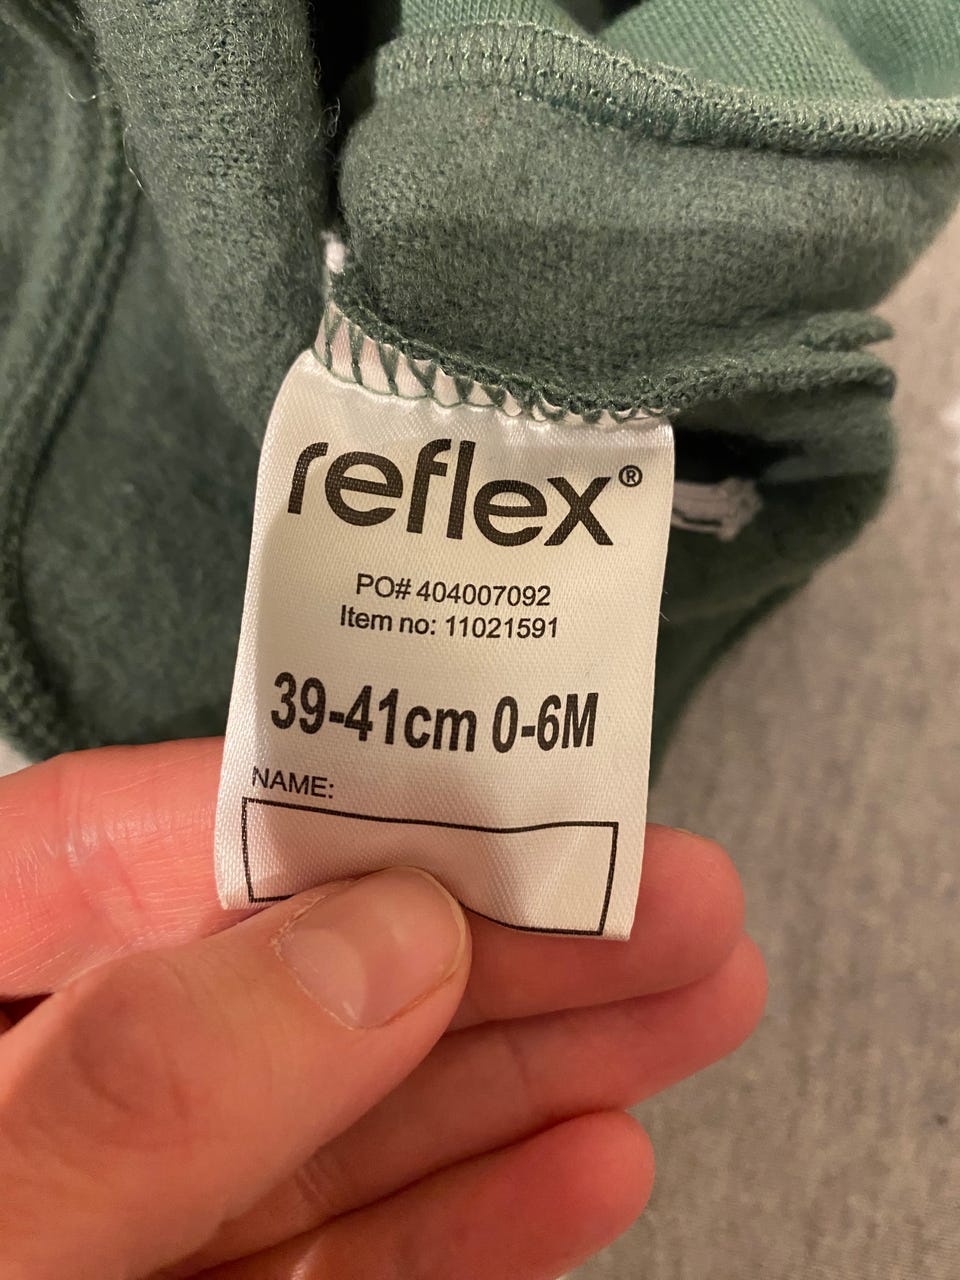 reflex®
PO# 404007092
Item no: 11021591
39-41cm 0-6M
NAME: